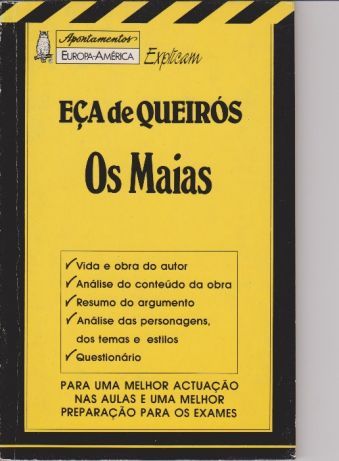 Apontamentos
EUROPA-AMÉRICA
Explicam
EÇA de QUEIRÓS
Os Maias
✓Vida e obra do autor
✓Análise do conteúdo da obra
✓Resumo do argumento
✓Análise das personagens,
dos temas e estilos
✓Questionário
PARA UMA MELHOR ACTUAÇÃO
NAS AULAS E UMA MELHOR
PREPARAÇÃO PARA OS EXAMES